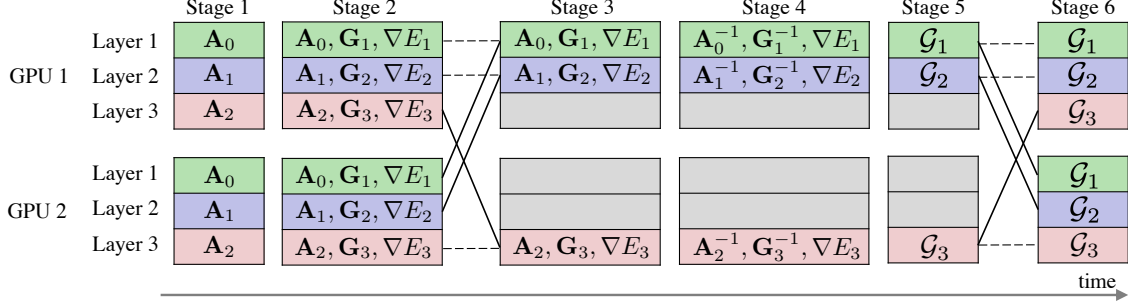 Stage 1 Stage 2 Stage 3 Stage 4 Stage 5 Stage 6
Layer 1 A₀ A₀, G₁, ∇E₁ A₀, G₁, ∇E₁ A₀⁻¹, G₁⁻¹, ∇E₁ 𝒢₁ 𝒢₁
GPU 1 Layer 2 A₁ A₁, G₂, ∇E₂ A₁, G₂, ∇E₂ A₁⁻¹, G₂⁻¹, ∇E₂ 𝒢₂ 𝒢₂
Layer 3 A₂ A₂, G₃, ∇E₃ 𝒢₃
Layer 1 A₀ A₀, G₁, ∇E₁ 𝒢₁
GPU 2 Layer 2 A₁ A₁, G₂, ∇E₂ 𝒢₂
Layer 3 A₂ A₂, G₃, ∇E₃ A₂, G₃, ∇E₃ A₂⁻¹, G₃⁻¹, ∇E₃ 𝒢₃ 𝒢₃
time